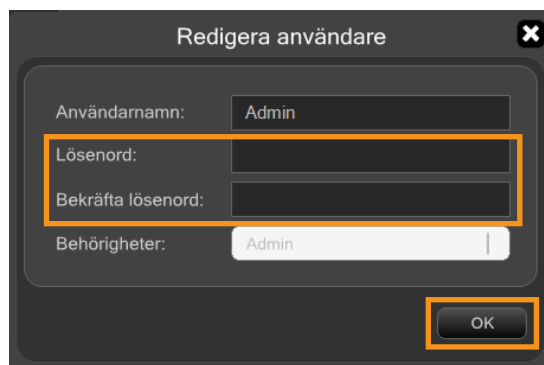 Redigera användare
Användarnamn: Admin
Lösenord:
Bekräfta lösenord:
Behörigheter: Admin
OK